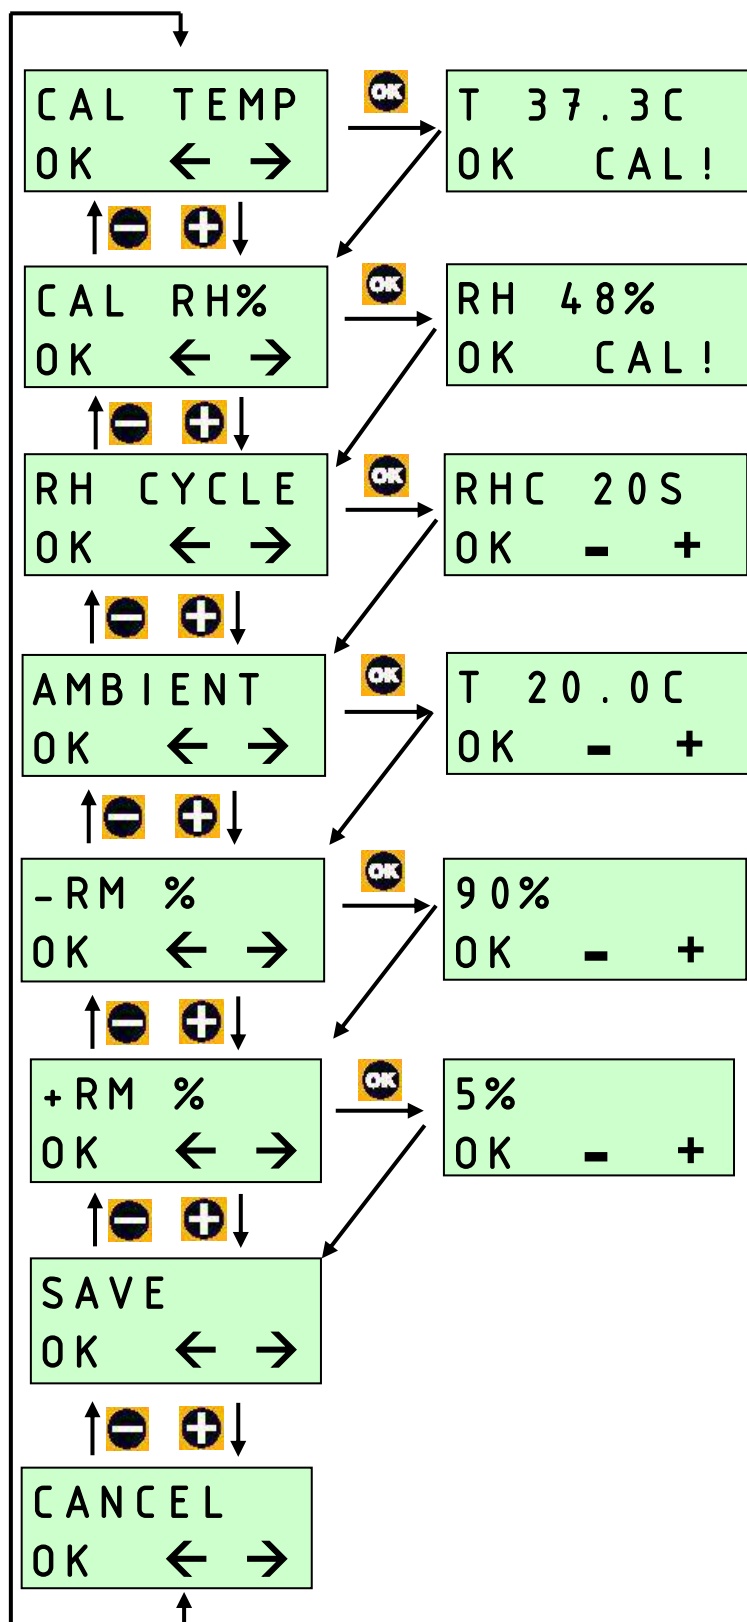 CAL TEMP
OK ← →
OK
T 37.3C
OK CAL!
CAL RH%
OK ← →
OK
RH 48%
OK CAL!
RH CYCLE
OK ← →
OK
RHC 20S
OK - +
AMBIENT
OK ← →
OK
T 20.0C
OK - +
-RM %
OK ← →
OK
90%
OK - +
+RM %
OK ← →
OK
5%
OK - +
SAVE
OK ← →
CANCEL
OK ← →